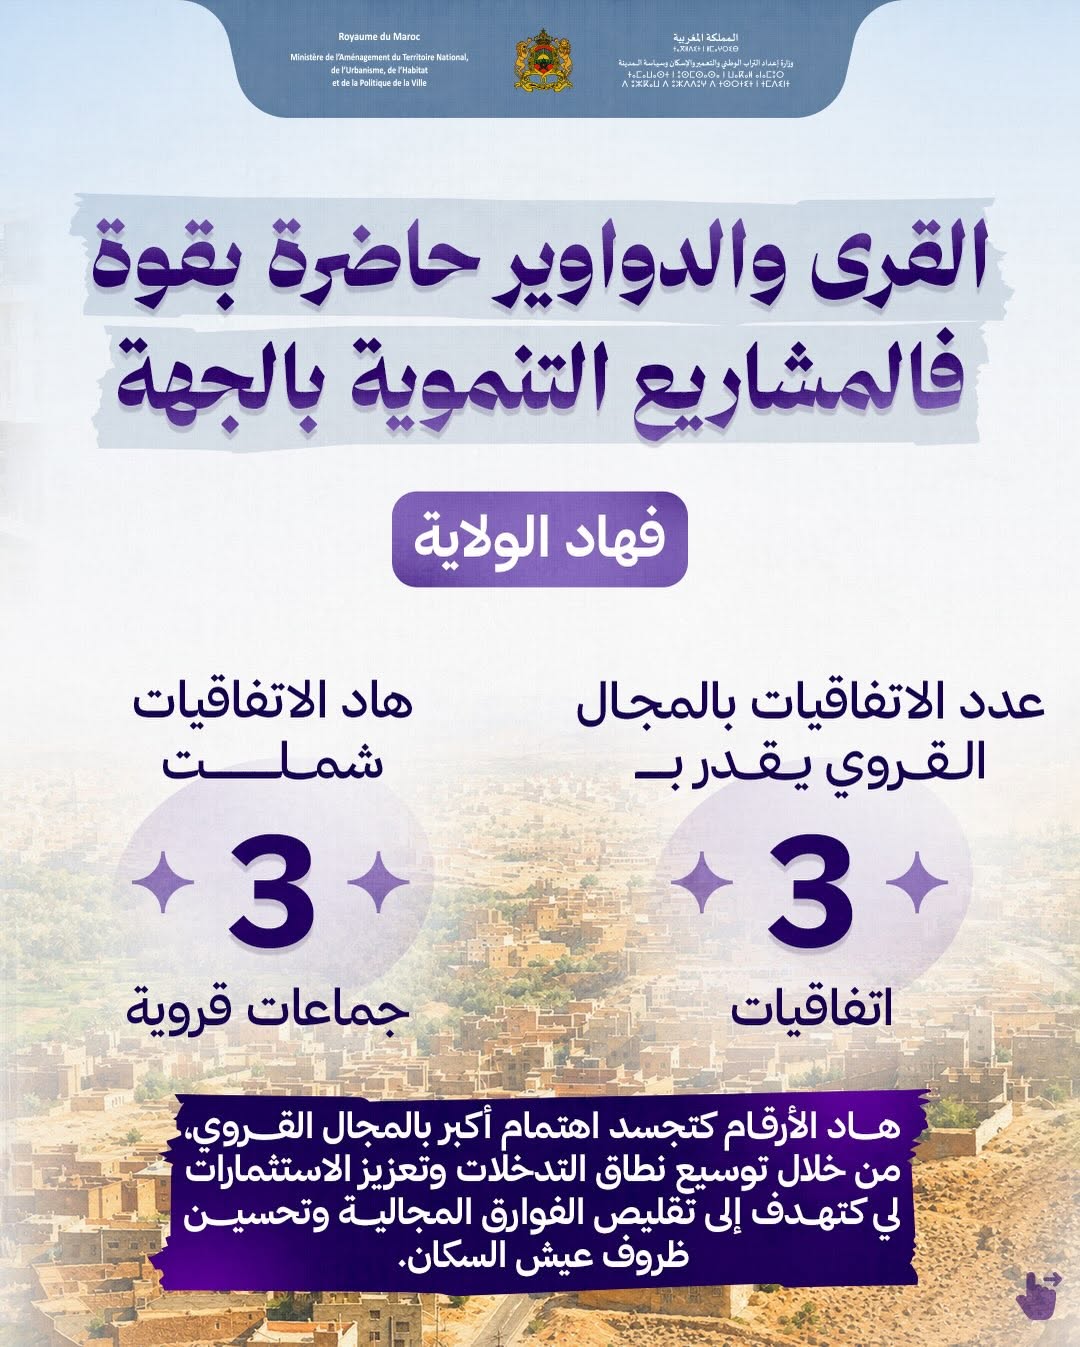 Royaume du Maroc
Ministère de l'Aménagement du Territoire National,
de l'Urbanisme, de l'Habitat
et de la Politique de la Ville
المملكة المغربية
ⵜⴰⴳⵍⴷⵉⵜ ⵏ ⵍⵎⵖⵔⵉⴱ
وزارة إعداد التراب الوطني والتعمير والإسكان وسياسة المدينة
القرى والدواوير حاضرة بقوة
فالمشاريع التنموية بالجهة
فهاد الولاية
عدد الاتفاقيات بالمجال
القروي يقدر بـ
3
اتفاقيات
هاد الاتفاقيات
شملت
3
جماعات قروية
هاد الأرقام كتجسد اهتمام أكبر بالمجال القروي،
من خلال توسيع نطاق التدخلات وتعزيز الاستثمارات
لي كتهدف إلى تقليص الفوارق المجالية وتحسين
ظروف عيش السكان.